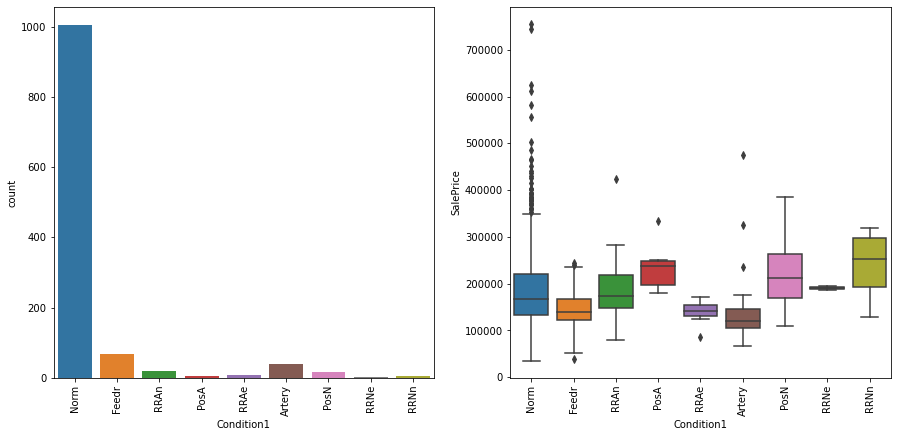 1000
800
600
400
200
0
count
Norm
Feedr
RRAn
PosA
RRAe
Artery
PosN
RRNe
RRNn
Condition1
700000
600000
500000
400000
300000
200000
100000
0
SalePrice
Norm
Feedr
RRAn
PosA
RRAe
Artery
PosN
RRNe
RRNn
Condition1